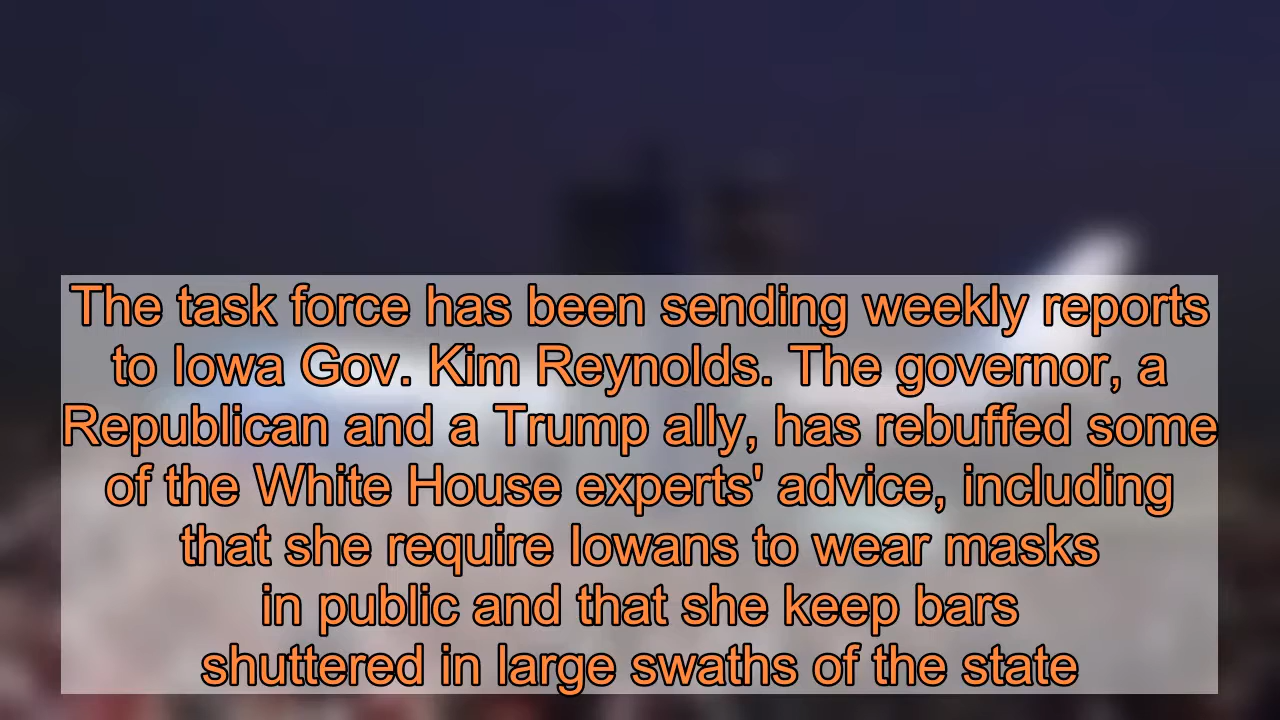 The task force has been sending weekly reports
to Iowa Gov. Kim Reynolds. The governor, a
Republican and a Trump ally, has rebuffed some
of the White House experts' advice, including
that she require Iowans to wear masks
in public and that she keep bars
shuttered in large swaths of the state